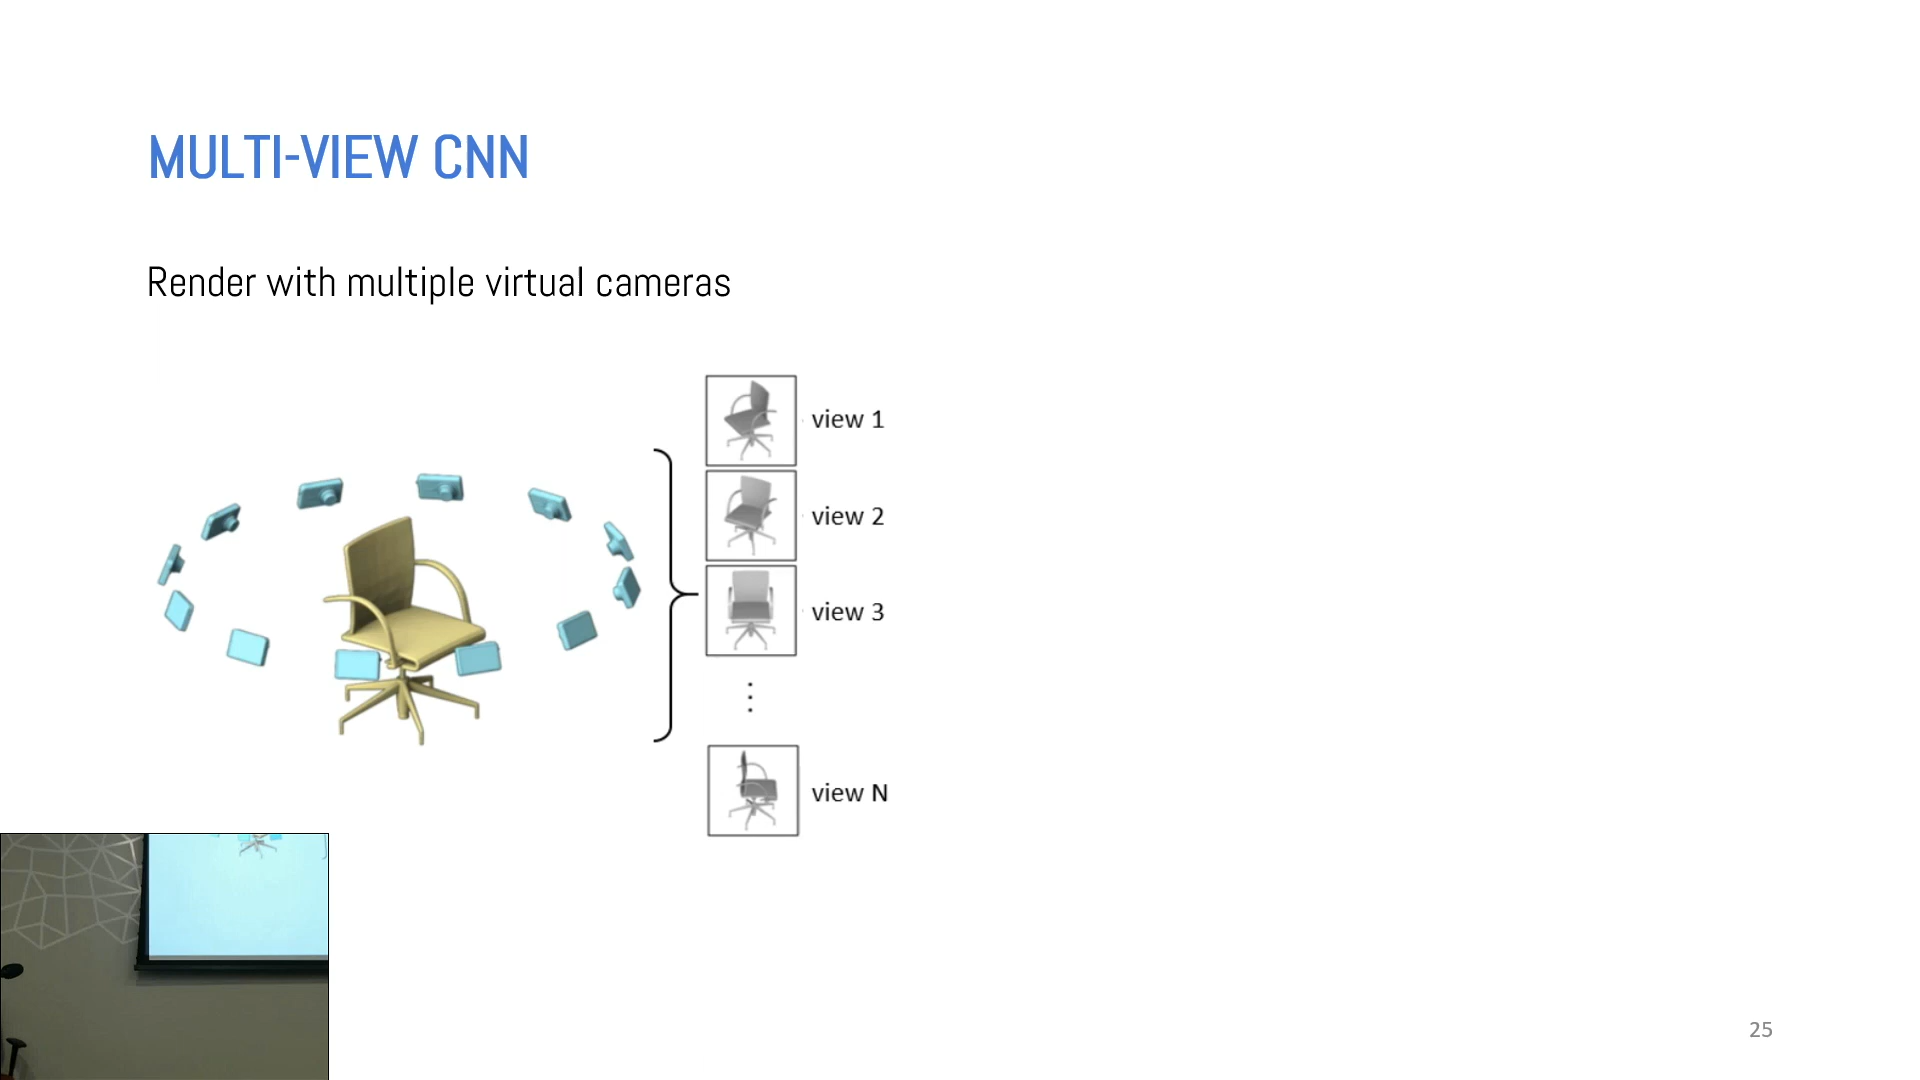 MULTI-VIEW CNN
Render with multiple virtual cameras
view 1
view 2
view 3
view N
25